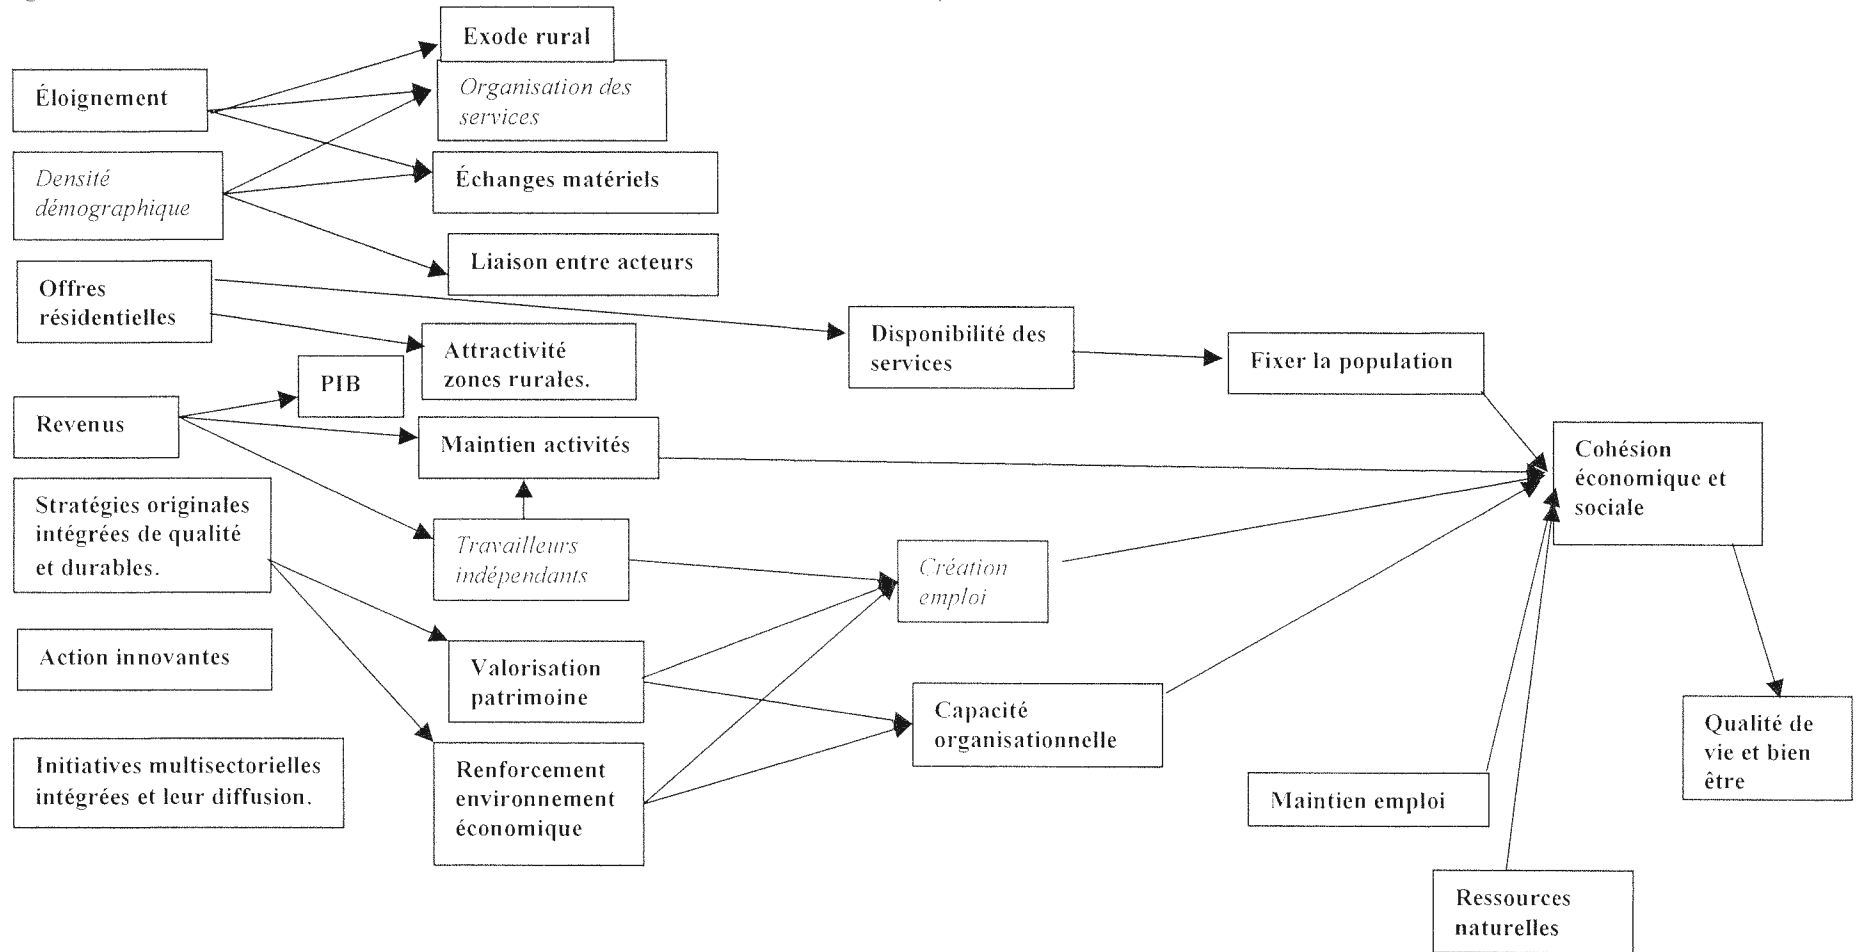 Exode rural
Éloignement
Organisation des
services
Densité
démographique
Échanges matériels
Liaison entre acteurs
Offres
résidentielles
Disponibilité des
services
Fixer la population
Attractivité
zones rurales.
PIB
Revenus
Maintien activités
Cohésion
économique et
sociale
Stratégies originales
intégrées de qualité
et durables.
Travailleurs
indépendants
Création
emploi
Action innovantes
Valorisation
patrimoine
Capacité
organisationnelle
Qualité de
vie et bien
être
Initiatives multisectorielles
intégrées et leur diffusion.
Renforcement
environnement
économique
Maintien emploi
Ressources
naturelles